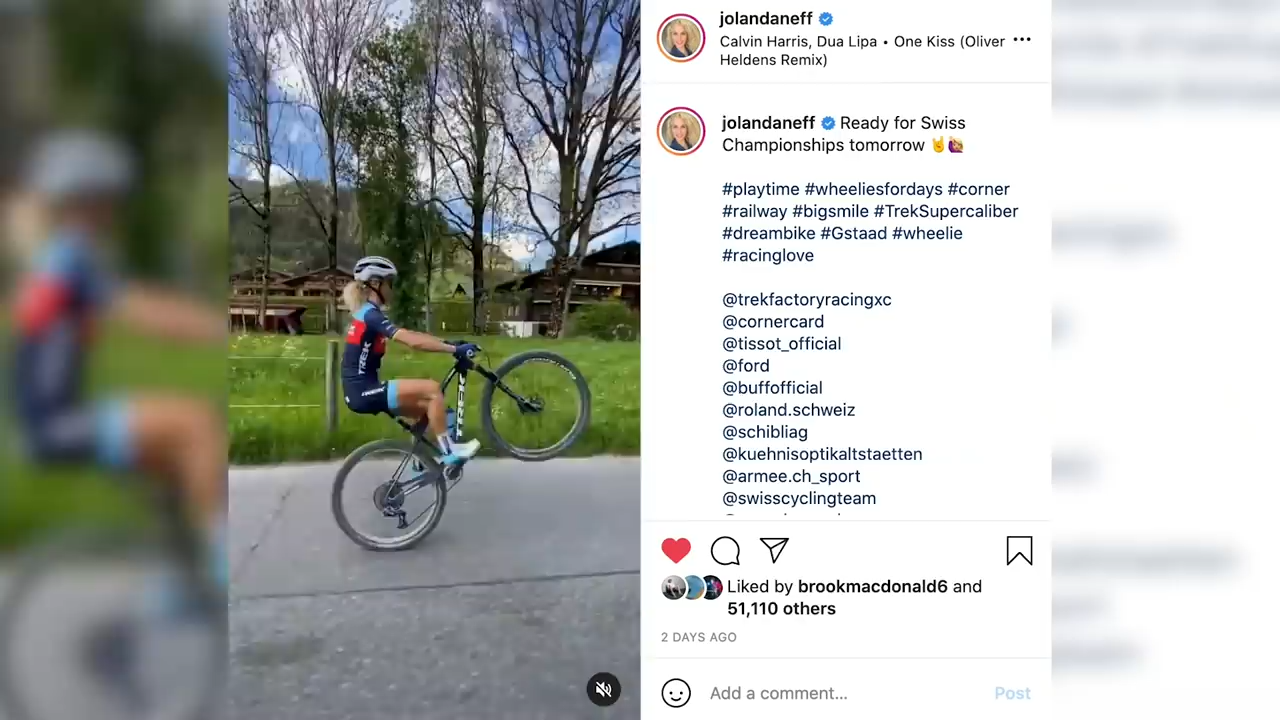 jolandaneff
Calvin Harris, Dua Lipa • One Kiss (Oliver
Heldens Remix)
jolandaneff Ready for Swiss
Championships tomorrow 🤘🙋🏽‍♀️
#playtime #wheeliesfordays #corner
#railway #bigsmile #TrekSupercaliber
#dreambike #Gstaad #wheelie
#racinglove
@trekfactoryracingxc
@cornercard
@tissot_official
@ford
@buffofficial
@roland.schweiz
@schibliag
@kuehnisoptikaltstaetten
@armee.ch_sport
@swisscyclingteam
Liked by brookmacdonald6 and
51,110 others
2 DAYS AGO
Add a comment...
Post
TREK
TREK